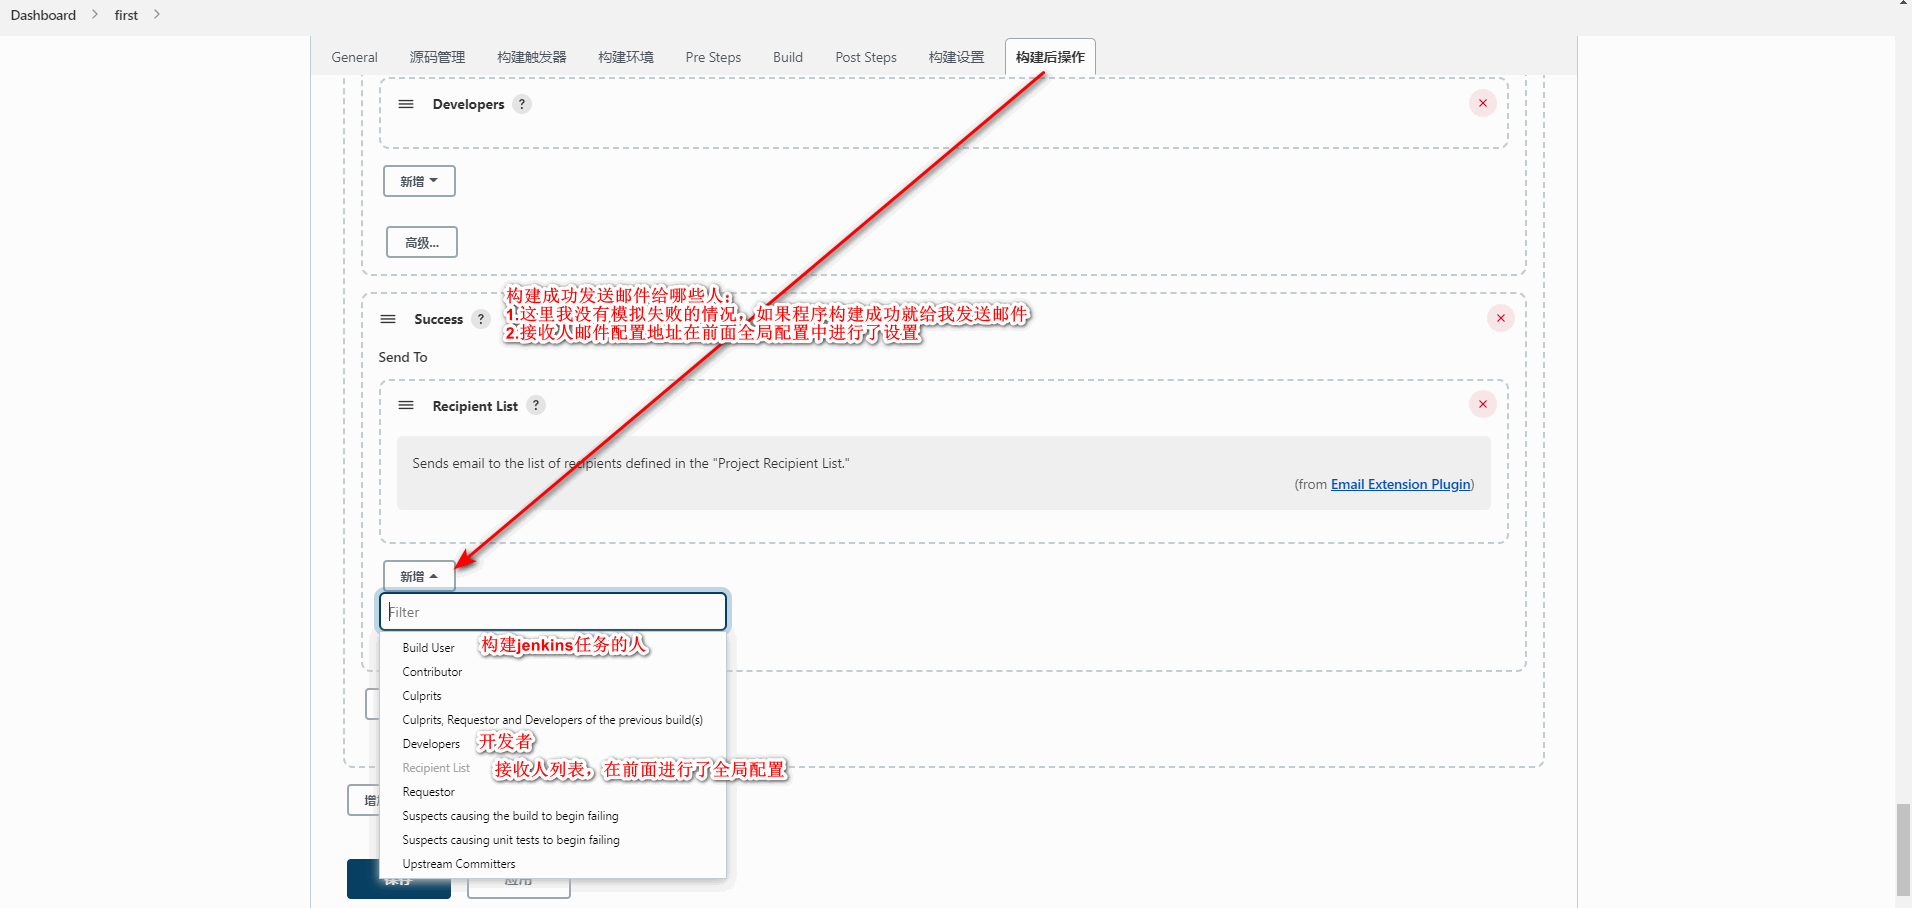 Dashboard > first >
General 源码管理 构建触发器 构建环境 Pre Steps Build Post Steps 构建设置 构建后操作
Developers ?
新增
高级...
构建成功发送邮件给哪些人:
1.这里我没有模拟失败的情况，如果程序构建成功就给我发送邮件
2.接收人邮件配置地址在前面全局配置中进行了设置
Success ?
Send To
Recipient List ?
Sends email to the list of recipients defined in the "Project Recipient List."
(from Email Extension Plugin)
新增
Filter
Build User 构建jenkins任务的人
Contributor
Culprits
Culprits, Requestor and Developers of the previous build(s)
Developers 开发者
Recipient List 接收人列表，在前面进行了全局配置
Requestor
Suspects causing the build to begin failing
Suspects causing unit tests to begin failing
Upstream Committers
保存 应用